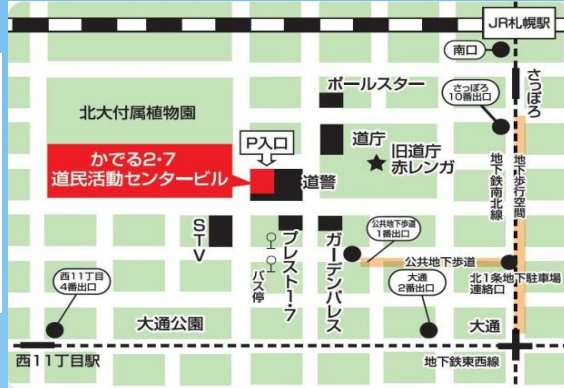 JR札幌駅
南口
さっぽろ
ポールスター
さっぽろ
10番出口
北大付属植物園
P入口
道庁
旧道庁
赤レンガ
地下鉄南北線
地下歩行空間
かでる2・7
道民活動センタービル
道警
STV
バス停
プレスト1・7
ガーデンパレス
公共地下歩道
1番出口
公共地下歩道
北1条地下駐車場
連絡口
西11丁目
4番出口
大通
2番出口
大通公園
大通
西11丁目駅
地下鉄東西線